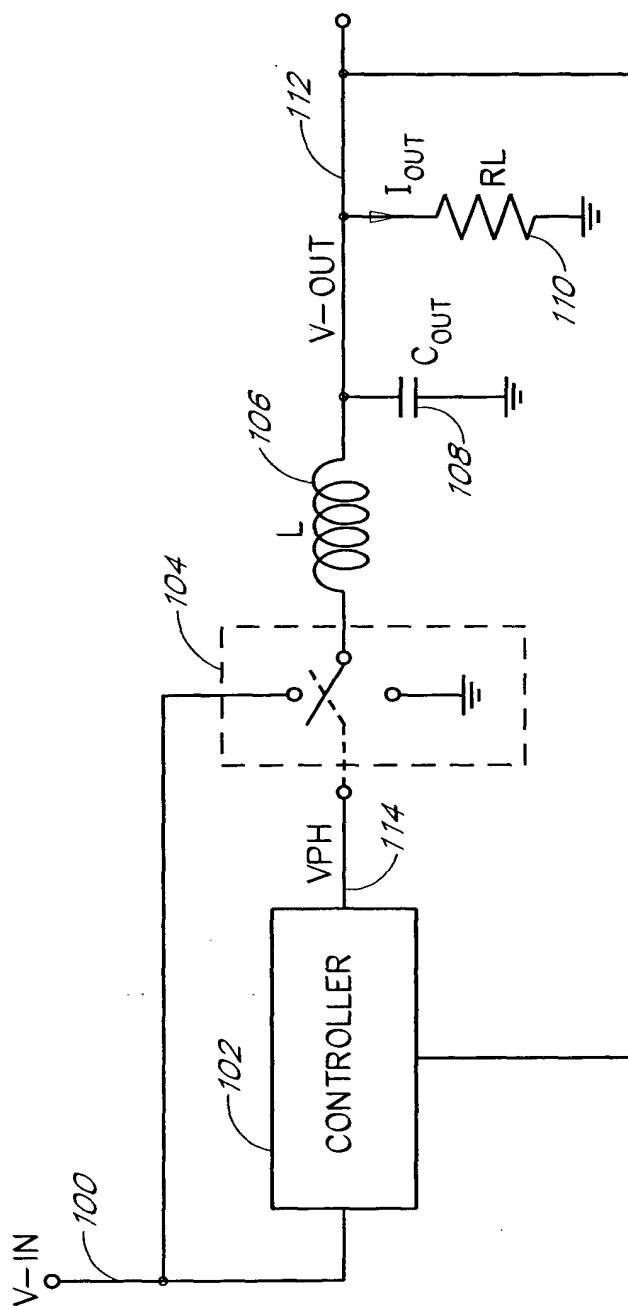 V-IN
100
102
CONTROLLER
VPH
114
104
L
106
V-OUT
C_OUT
108
112
I_OUT
RL
110